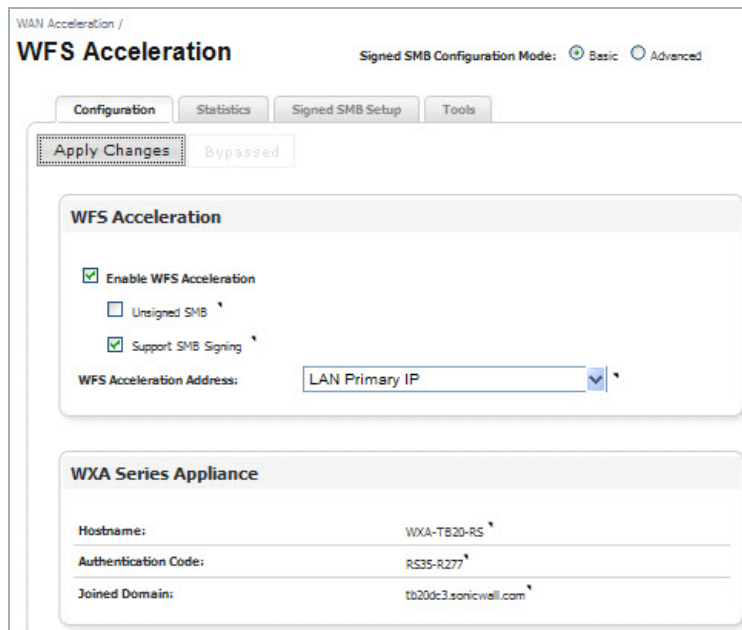 WAN Acceleration /
WFS Acceleration
Signed SMB Configuration Mode: Basic Advanced
Configuration Statistics Signed SMB Setup Tools
Apply Changes Bypassed
WFS Acceleration
Enable WFS Acceleration
Unsigned SMB
Support SMB Signing
WFS Acceleration Address: LAN Primary IP
WXA Series Appliance
Hostname: WXA-TB20-RS
Authentication Code: RS35-R277
Joined Domain: tb20dc3.sonicwall.com